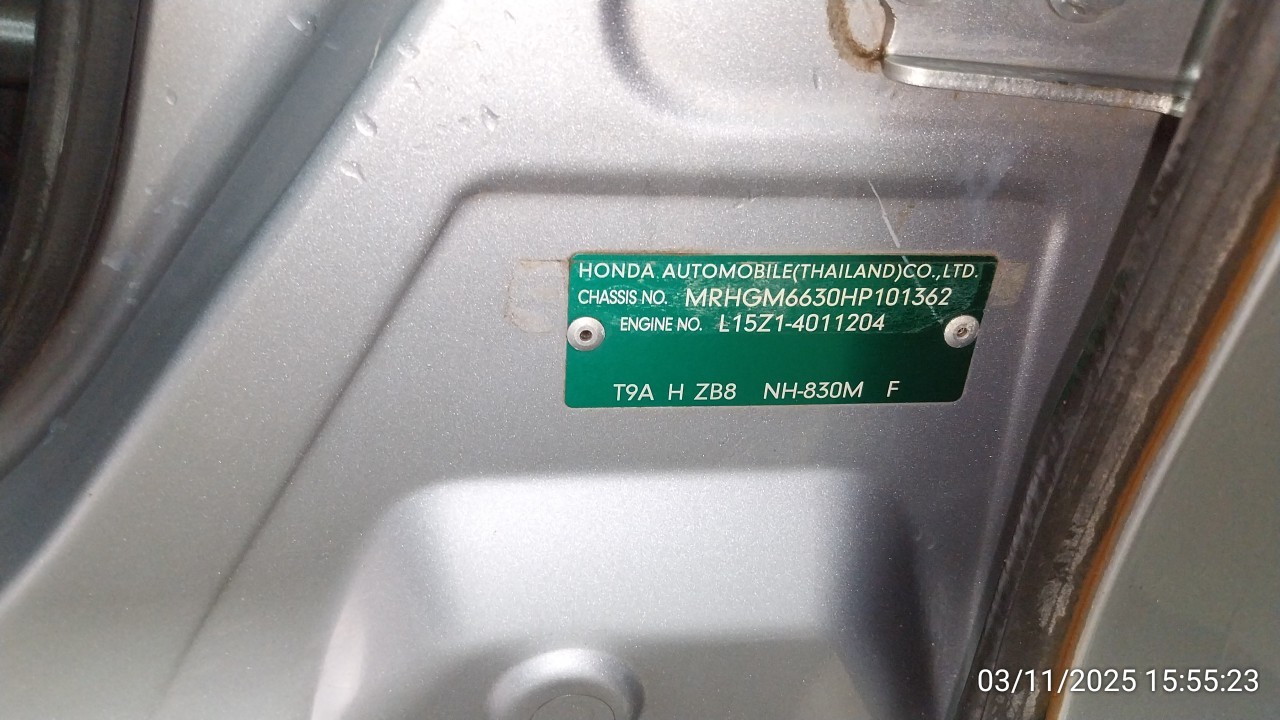 HONDA AUTOMOBILE(THAILAND)CO.,LTD.
CHASSIS NO. MRHGM6630HP101362
ENGINE NO. L15Z1-4011204
T9A H ZB8 NH-830M F
03/11/2025 15:55:23